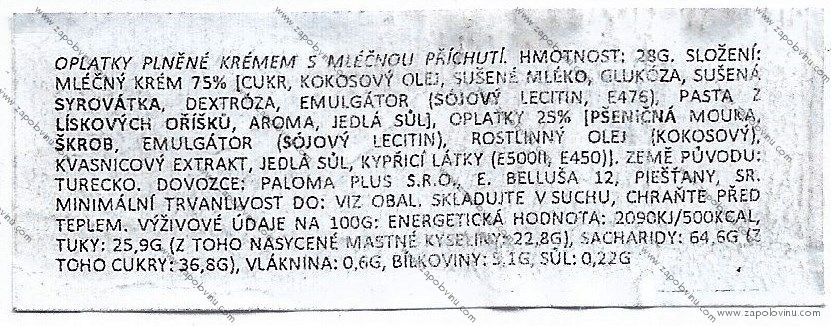 OPLATKY PLNĚNÉ KRÉMEM S MLÉČNOU PŘÍCHUTÍ. HMOTNOST: 28G. SLOŽENÍ:
MLÉČNÝ KRÉM 75% [CUKR, KOKOSOVÝ OLEJ, SUŠENÉ MLÉKO, GLUKÓZA, SUŠENÁ
SYROVÁTKA, DEXTRÓZA, EMULGÁTOR (SÓJOVÝ LECITIN, E476), PASTA Z
LÍSKOVÝCH OŘÍŠKŮ, AROMA, JEDLÁ SŮL], OPLATKY 25% [PŠENIČNÁ MOUKA,
ŠKROB, EMULGÁTOR (SÓJOVÝ LECITIN), ROSTLINNÝ OLEJ (KOKOSOVÝ),
KVASNICOVÝ EXTRAKT, JEDLÁ SŮL, KYPŘICÍ LÁTKY (E500II, E450)]. ZEMĚ PŮVODU:
TURECKO. DOVOZCE: PALOMA PLUS S.R.O., E. BELLUŠA 12, PIEŠŤANY, SR.
MINIMÁLNÍ TRVANLIVOST DO: VIZ OBAL. SKLADUJTE V SUCHU, CHRAŇTE PŘED
TEPLEM. VÝŽIVOVÉ ÚDAJE NA 100G: ENERGETICKÁ HODNOTA: 2090KJ/500KCAL,
TUKY: 25,9G (Z TOHO NASYCENÉ MASTNÉ KYSELINY: 22,8G), SACHARIDY: 64,6G (Z
TOHO CUKRY: 36,8G), VLÁKNINA: 0,6G, BÍLKOVINY: 5,1G, SŮL: 0,22G
www.zapolovinu.com